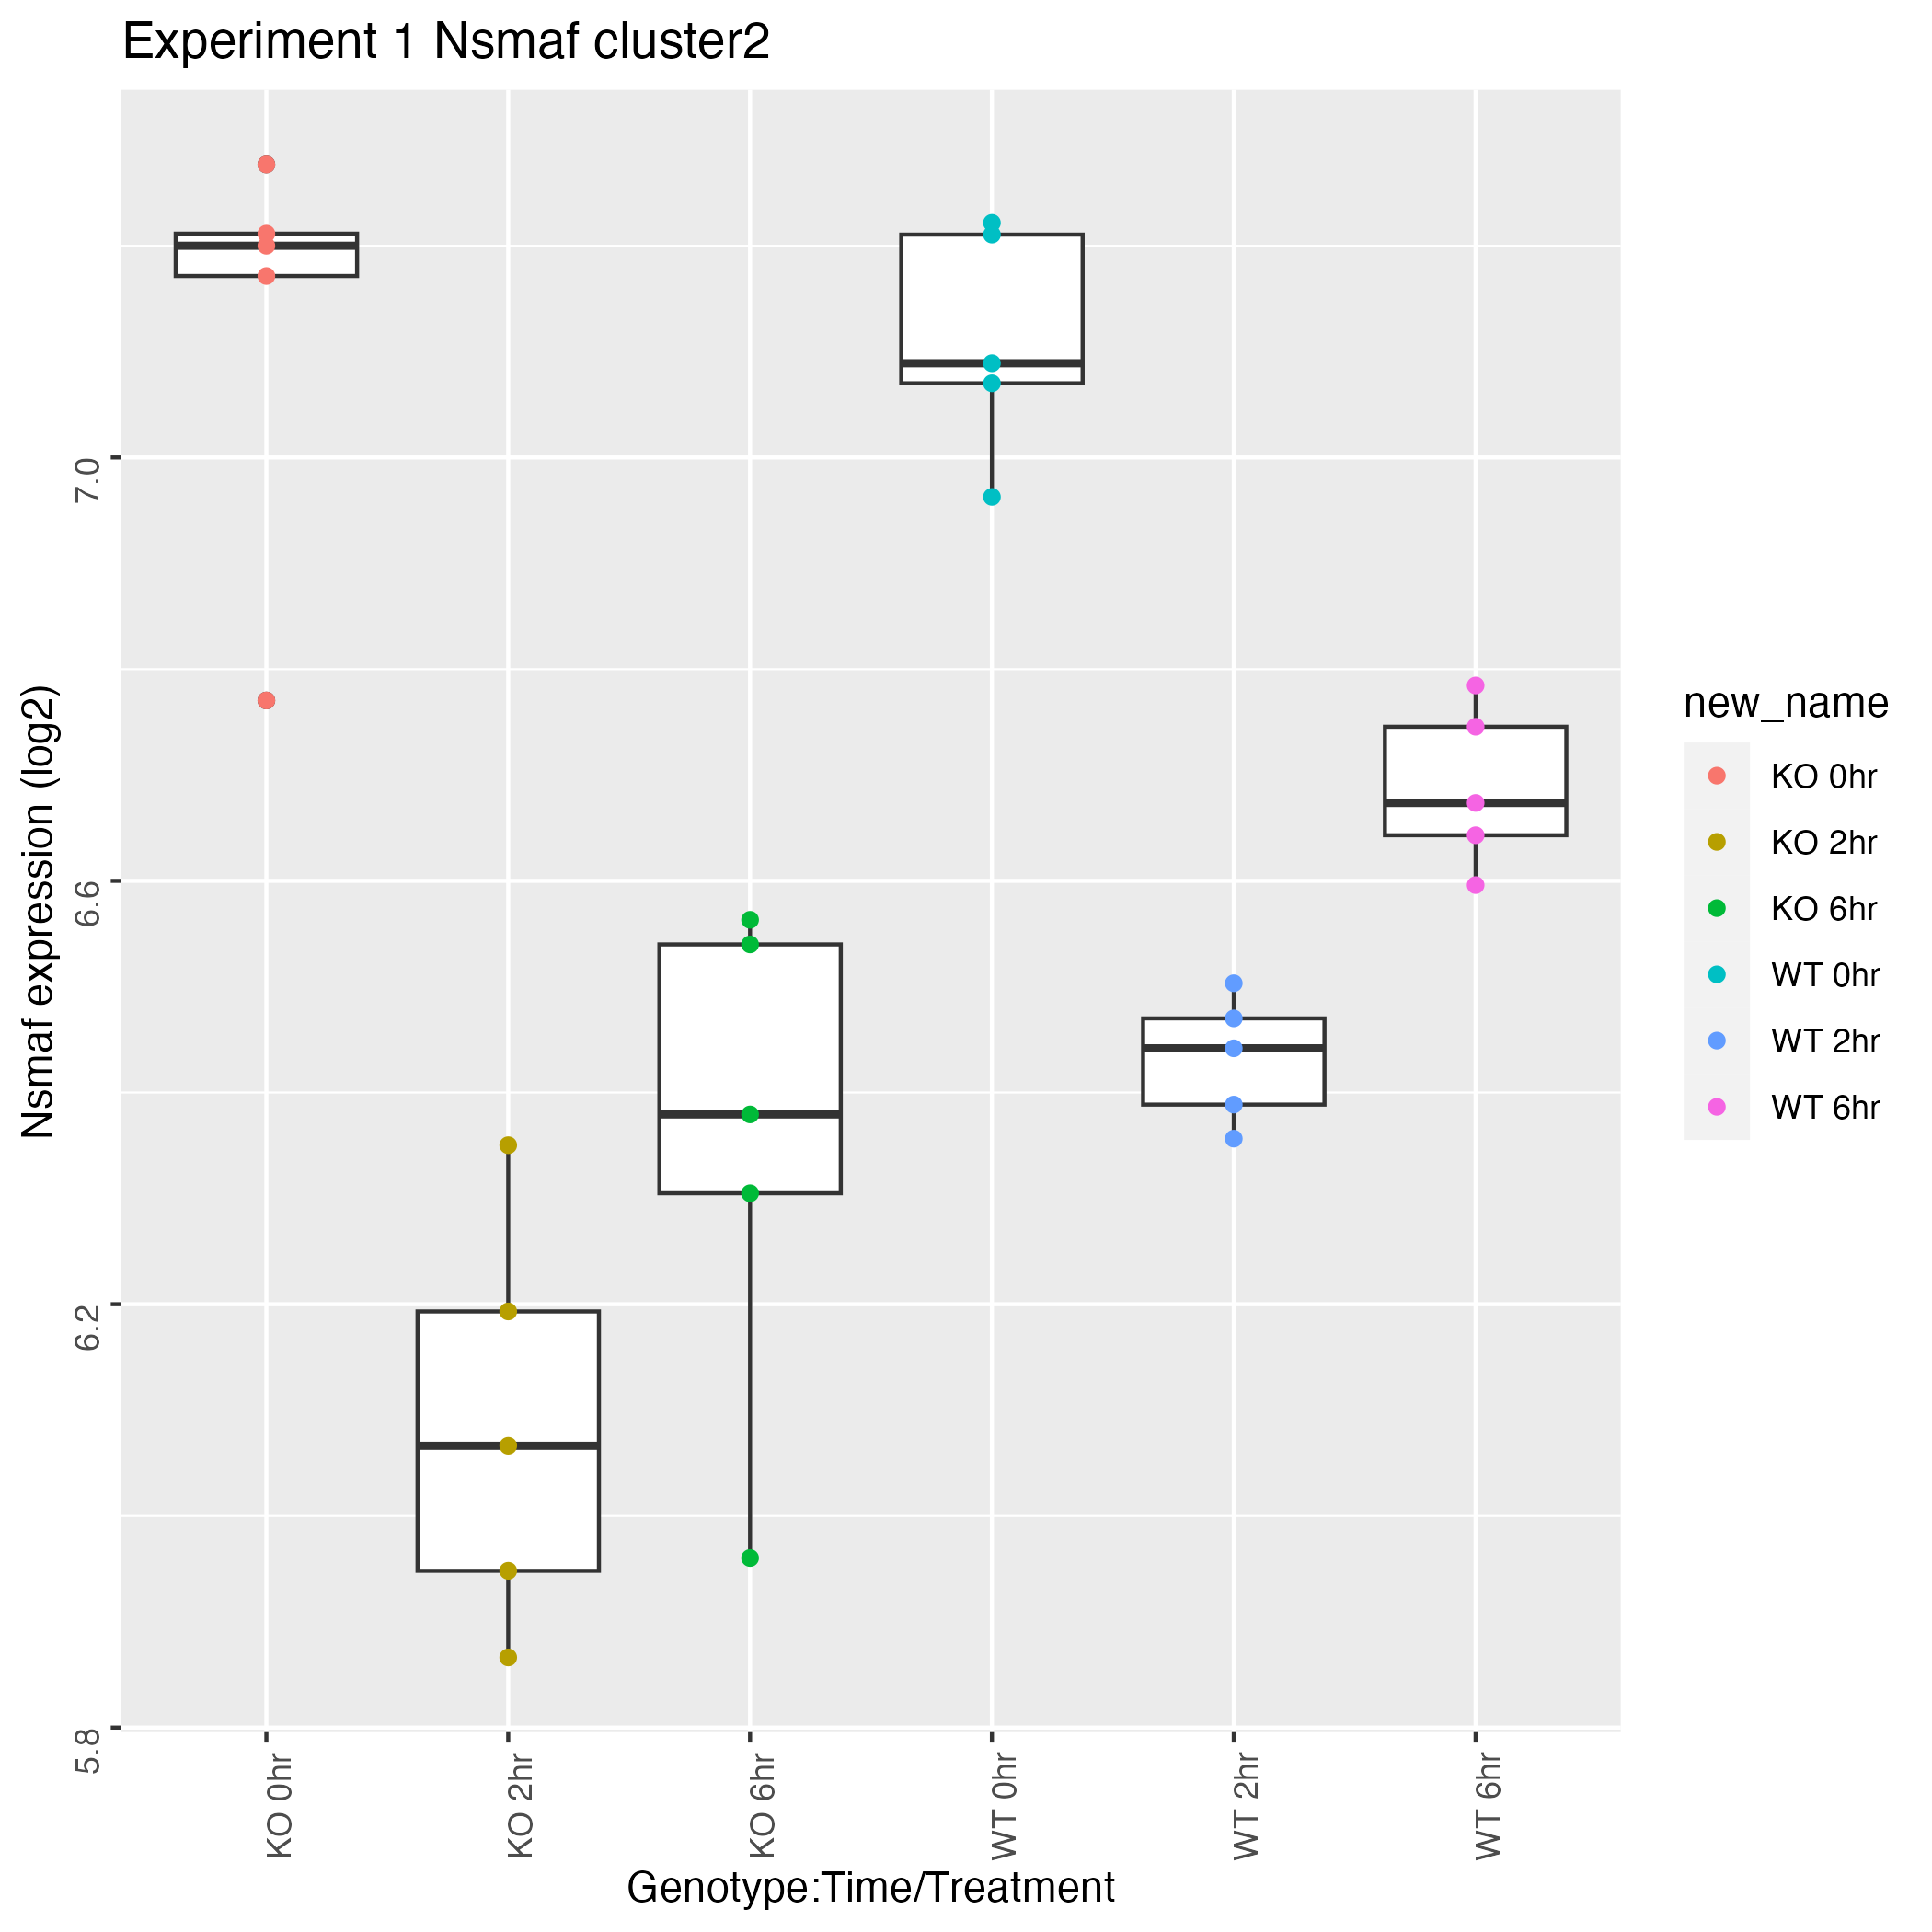 Experiment 1 Nsmaf cluster2
Nsmaf expression (log2)
7.0
6.6
6.2
5.8
KO 0hr
KO 2hr
KO 6hr
WT 0hr
WT 2hr
WT 6hr
Genotype:Time/Treatment
new_name
KO 0hr
KO 2hr
KO 6hr
WT 0hr
WT 2hr
WT 6hr